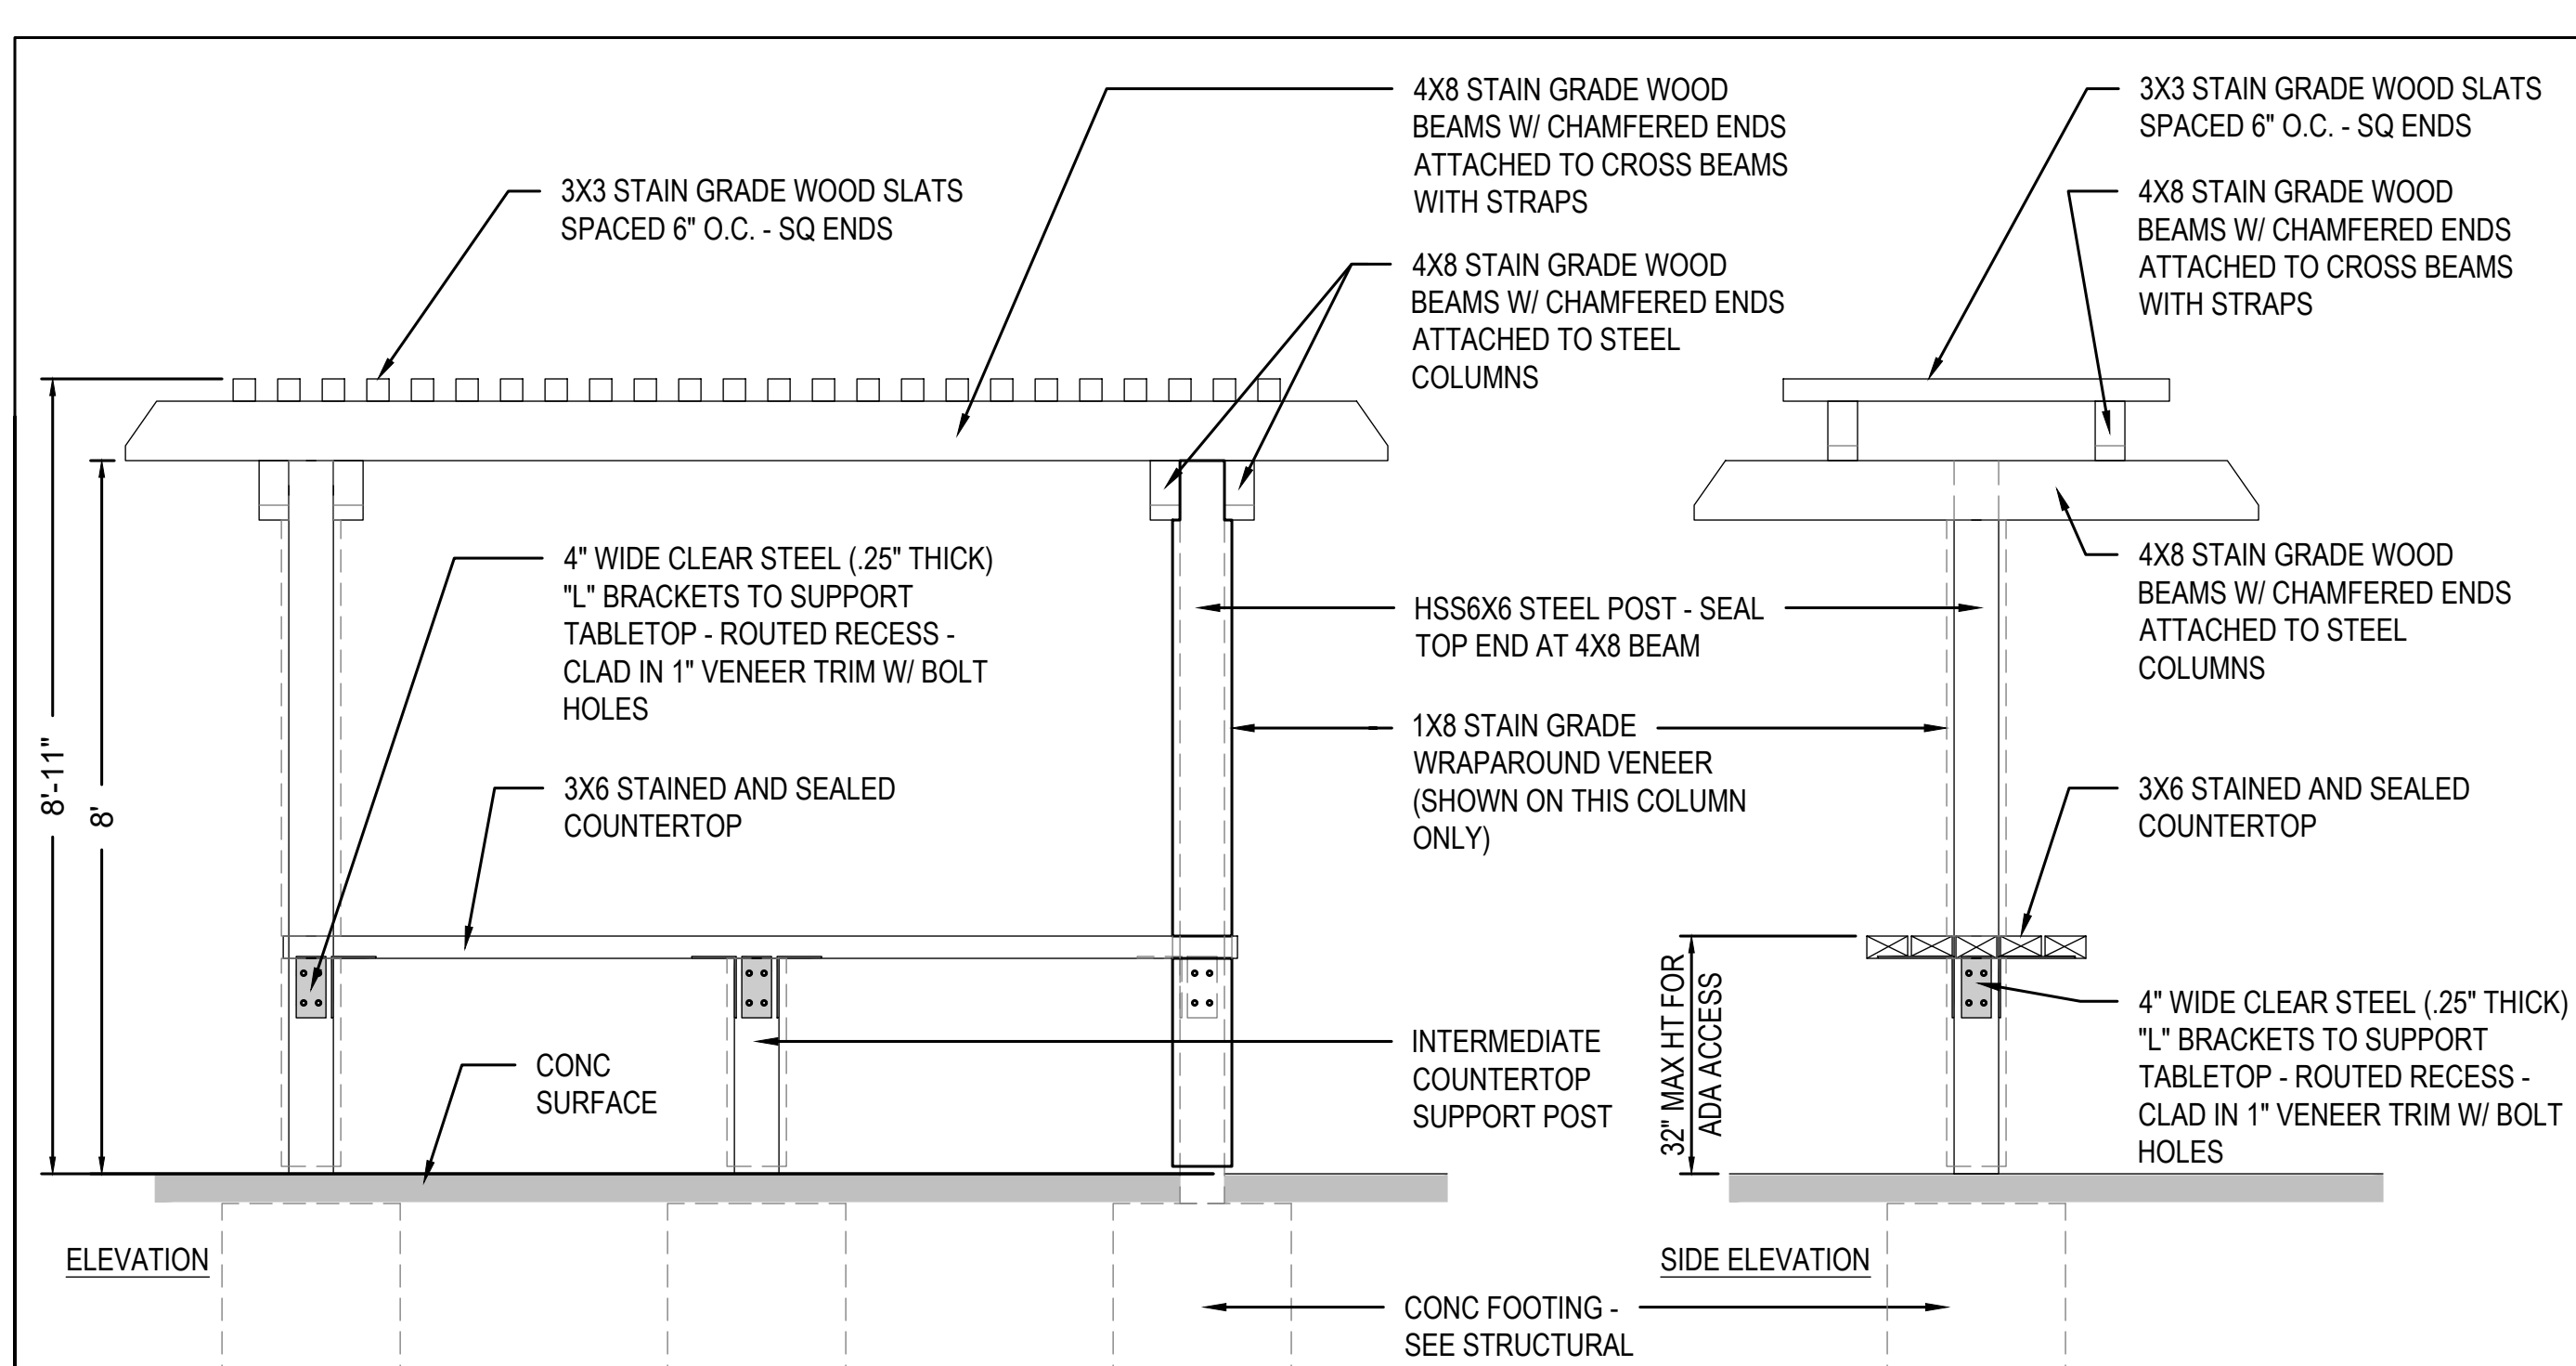 3X3 STAIN GRADE WOOD SLATS
SPACED 6" O.C. - SQ ENDS
4X8 STAIN GRADE WOOD
BEAMS W/ CHAMFERED ENDS
ATTACHED TO CROSS BEAMS
WITH STRAPS
4X8 STAIN GRADE WOOD
BEAMS W/ CHAMFERED ENDS
ATTACHED TO STEEL
COLUMNS
4" WIDE CLEAR STEEL (.25" THICK)
"L" BRACKETS TO SUPPORT
TABLETOP - ROUTED RECESS -
CLAD IN 1" VENEER TRIM W/ BOLT
HOLES
3X6 STAINED AND SEALED
COUNTERTOP
8'-11"
8'
CONC
SURFACE
ELEVATION
HSS6X6 STEEL POST - SEAL
TOP END AT 4X8 BEAM
1X8 STAIN GRADE
WRAPAROUND VENEER
(SHOWN ON THIS COLUMN
ONLY)
INTERMEDIATE
COUNTERTOP
SUPPORT POST
CONC FOOTING -
SEE STRUCTURAL
3X3 STAIN GRADE WOOD SLATS
SPACED 6" O.C. - SQ ENDS
4X8 STAIN GRADE WOOD
BEAMS W/ CHAMFERED ENDS
ATTACHED TO CROSS BEAMS
WITH STRAPS
4X8 STAIN GRADE WOOD
BEAMS W/ CHAMFERED ENDS
ATTACHED TO STEEL
COLUMNS
3X6 STAINED AND SEALED
COUNTERTOP
32" MAX HT FOR
ADA ACCESS
4" WIDE CLEAR STEEL (.25" THICK)
"L" BRACKETS TO SUPPORT
TABLETOP - ROUTED RECESS -
CLAD IN 1" VENEER TRIM W/ BOLT
HOLES
SIDE ELEVATION